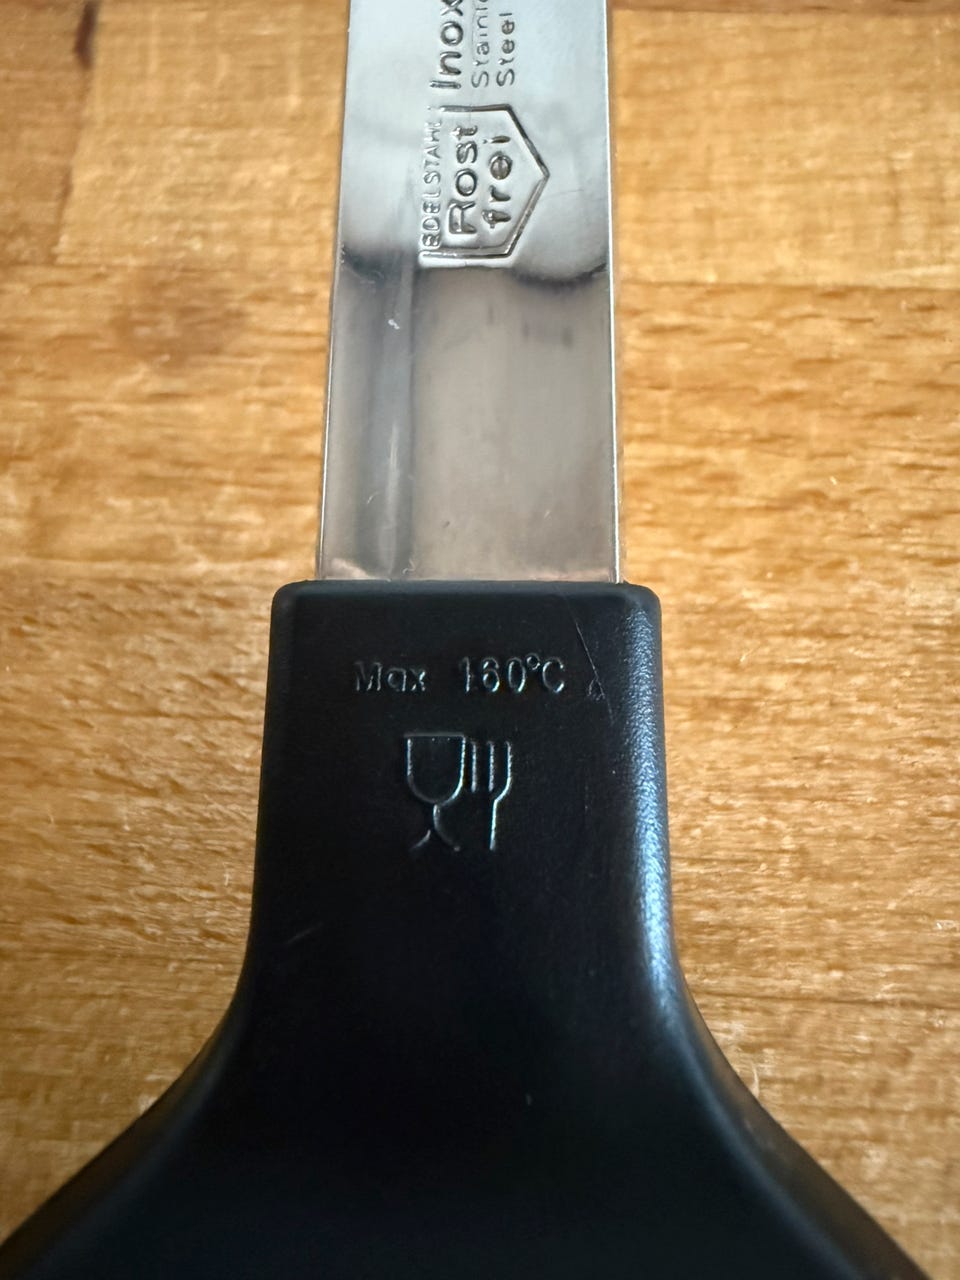 Inox
Stainless
Steel
EDELSTAHL
Rost
frei
Max 160°C